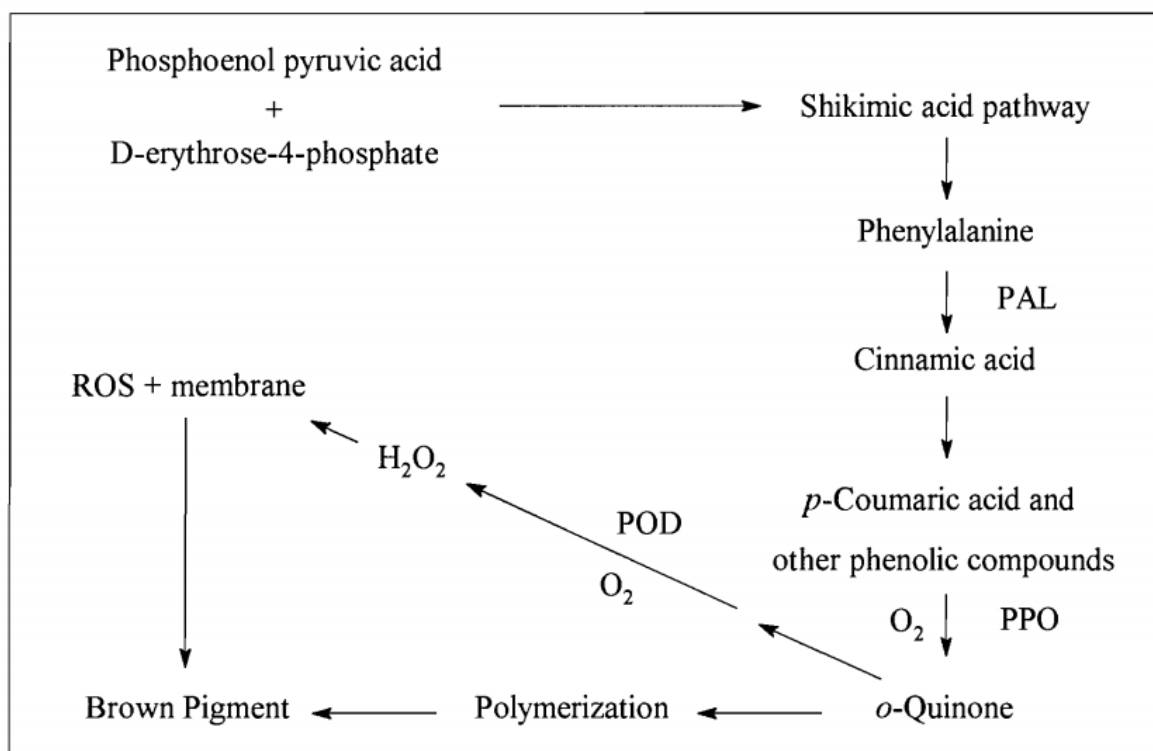 Phosphoenol pyruvic acid
+
D-erythrose-4-phosphate
Shikimic acid pathway
Phenylalanine
PAL
Cinnamic acid
ROS + membrane
H₂O₂
p-Coumaric acid and
other phenolic compounds
POD
O₂
O₂ PPO
Brown Pigment
Polymerization
o-Quinone